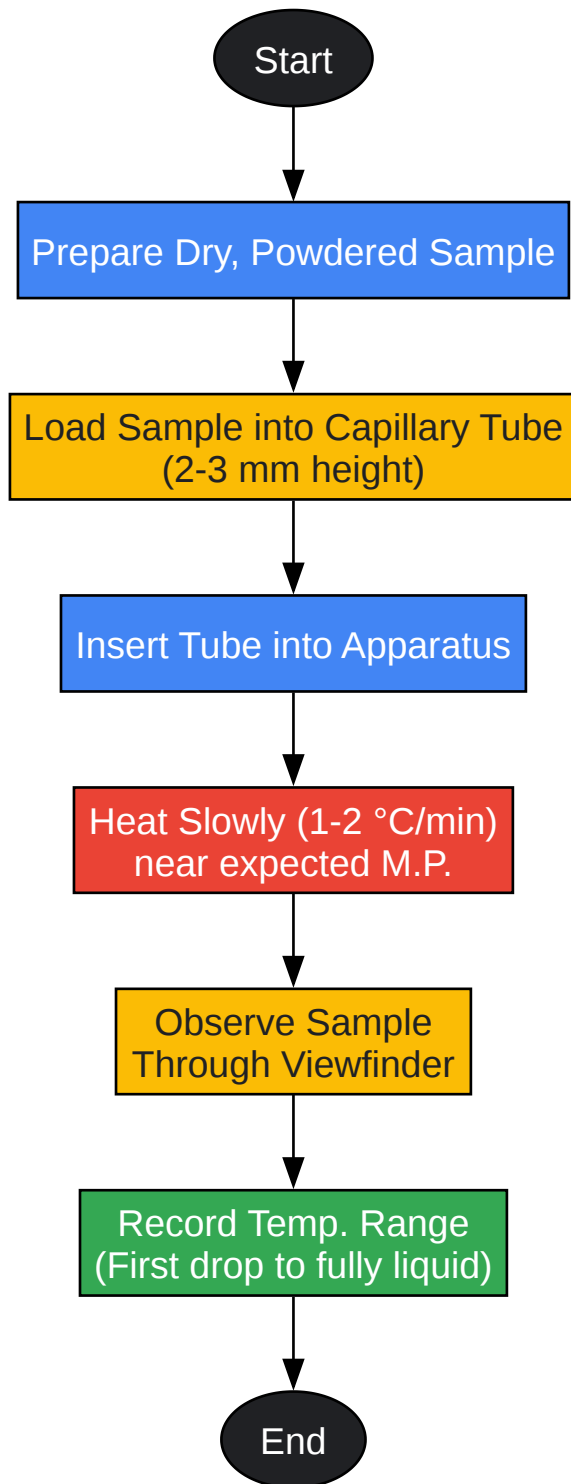 Start
Prepare Dry, Powdered Sample
Load Sample into Capillary Tube
(2-3 mm height)
Insert Tube into Apparatus
Heat Slowly (1-2 °C/min)
near expected M.P.
Observe Sample
Through Viewfinder
Record Temp. Range
(First drop to fully liquid)
End